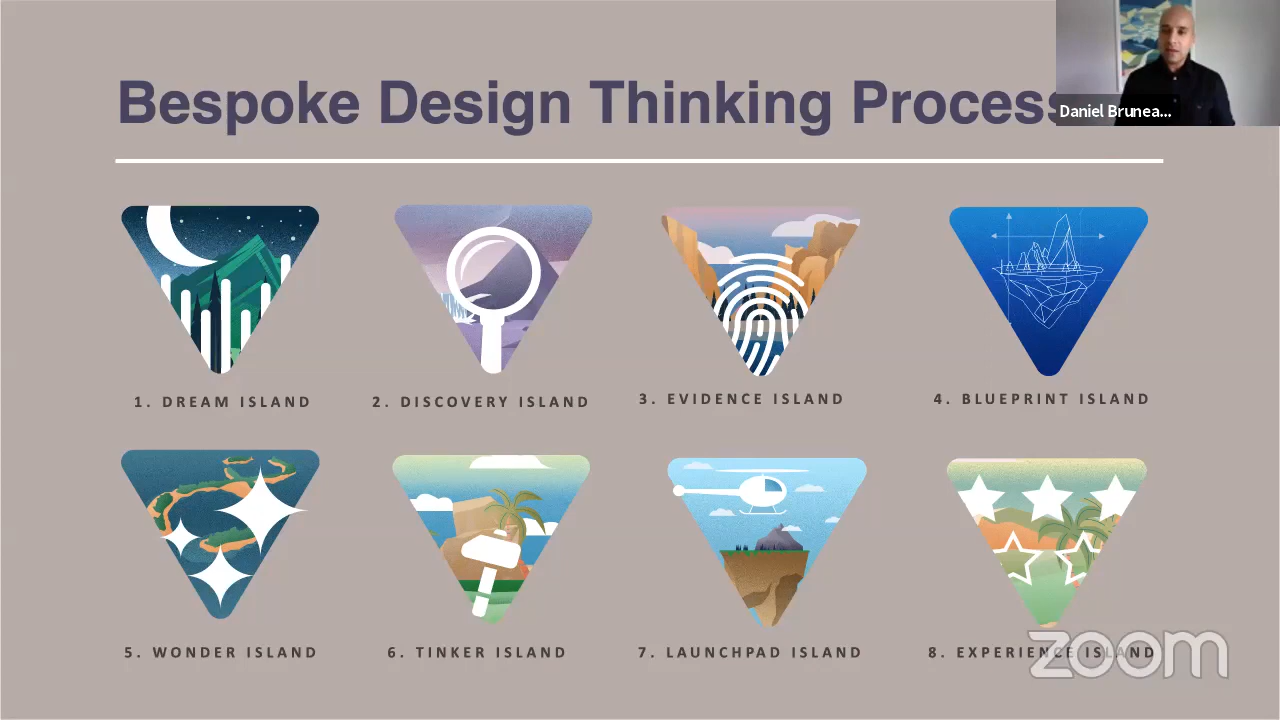 Bespoke Design Thinking Process
Daniel Brunea...
1. DREAM ISLAND
2. DISCOVERY ISLAND
3. EVIDENCE ISLAND
4. BLUEPRINT ISLAND
5. WONDER ISLAND
6. TINKER ISLAND
7. LAUNCHPAD ISLAND
8. EXPERIENCE ISLAND
zoom